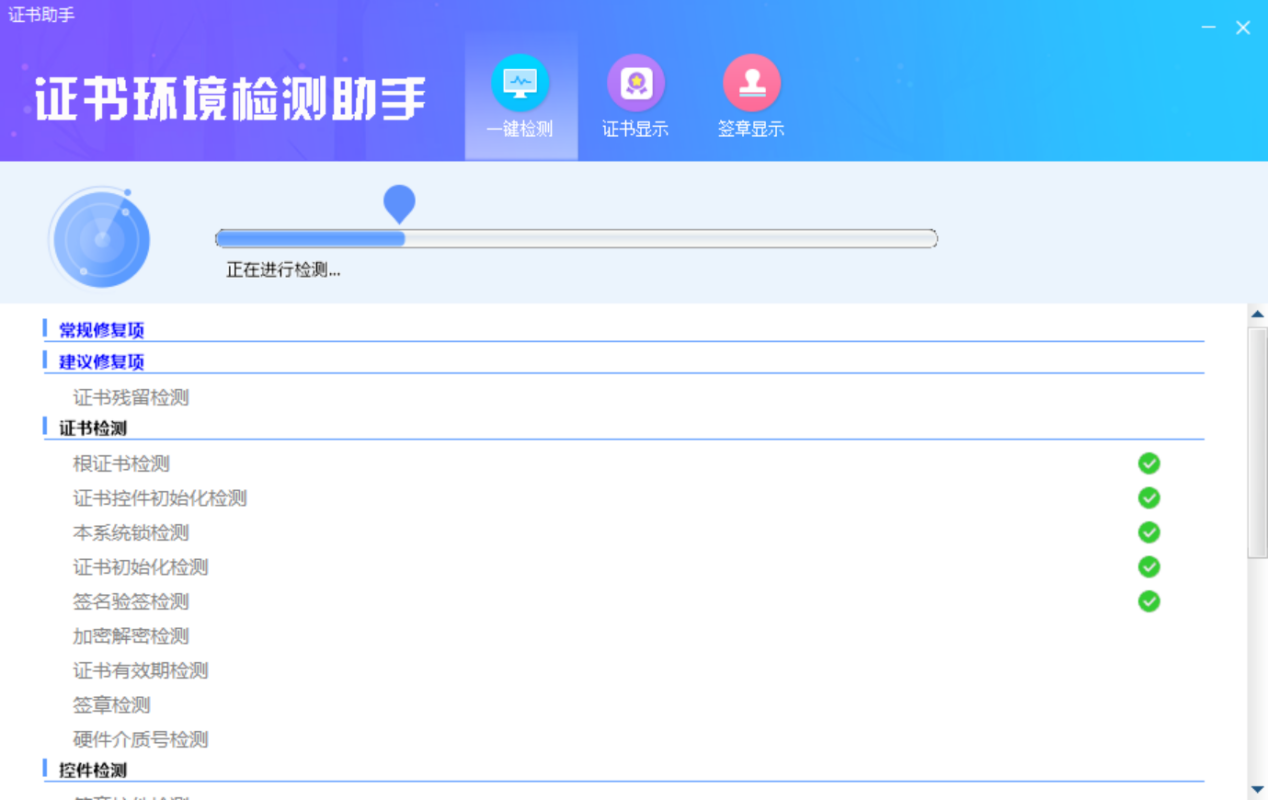 证书助手
证书环境检测助手
一键检测
证书显示
签章显示
正在进行检测...
常规修复项
建议修复项
证书残留检测
证书检测
根证书检测
证书控件初始化检测
本系统锁检测
证书初始化检测
签名验签检测
加密解密检测
证书有效期检测
签章检测
硬件介质号检测
控件检测